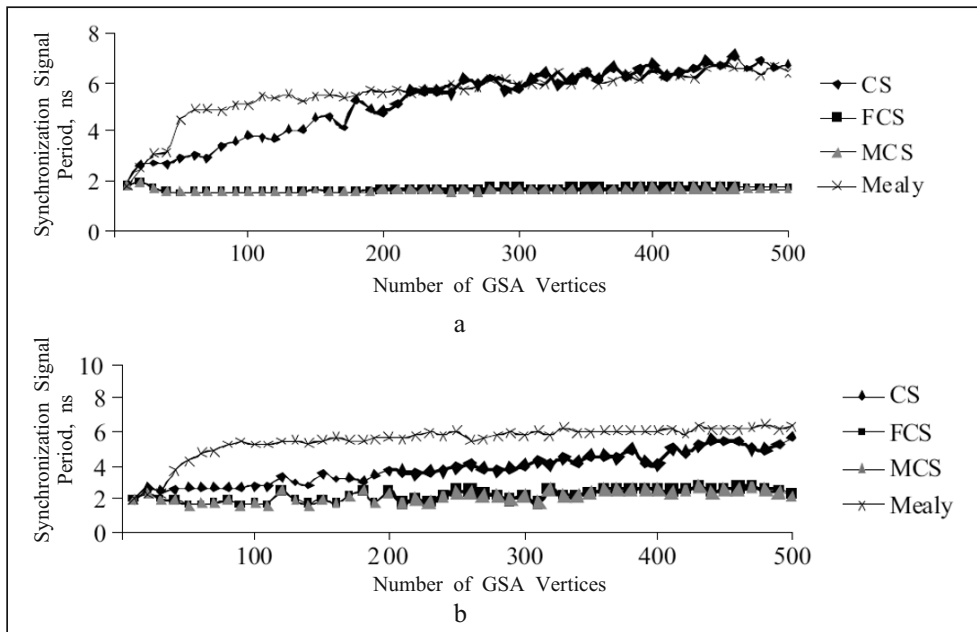 Synchronization Signal
Period, ns
8
6
4
2
0
100
200
300
400
500
Number of GSA Vertices
CS
FCS
MCS
Mealy
a
Synchronization Signal
Period, ns
10
8
6
4
2
0
100
200
300
400
500
Number of GSA Vertices
CS
FCS
MCS
Mealy
b